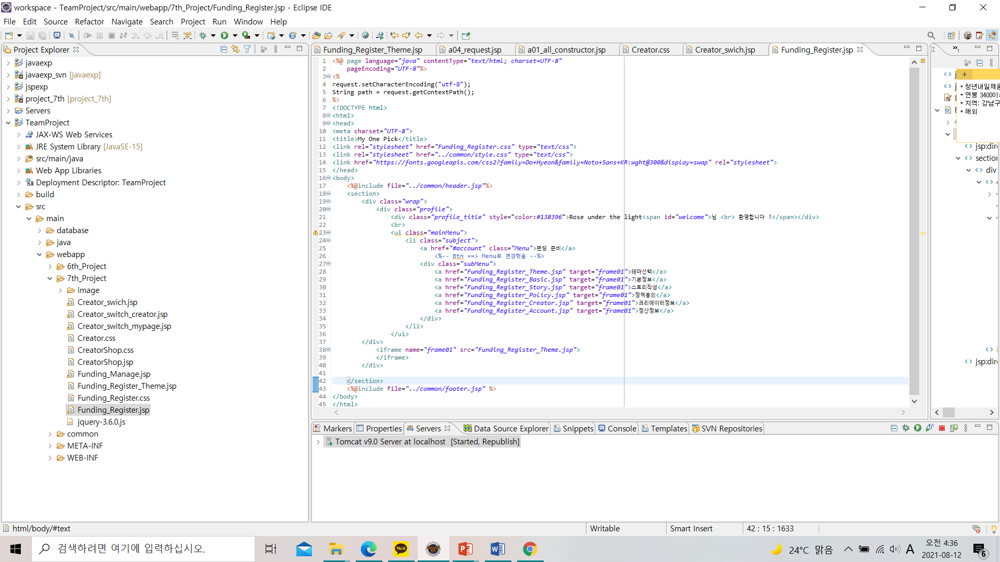 workspace - TeamProject/src/main/webapp/7th_Project/Funding_Register.jsp - Eclipse IDE
File Edit Source Refactor Navigate Search Project Run Window Help
Project Explorer
javaexp
javaexp_svn [javaexp]
jspexp
project_7th [project_7th]
Servers
TeamProject
JAX-WS Web Services
JRE System Library [JavaSE-15]
src/main/java
Web App Libraries
Deployment Descriptor: TeamProject
build
src
main
database
java
webapp
6th_Project
7th_Project
image
Creator_swich.jsp
Creator_switch_creator.jsp
Creator_switch_mypage.jsp
Creator.css
CreatorShop.css
CreatorShop.jsp
Funding_Manage.jsp
Funding_Register_Theme.jsp
Funding_Register.css
Funding_Register.jsp
jquery-3.6.0.js
common
META-INF
WEB-INF
Funding_Register_Theme.jsp a04_request.jsp a01_all_constructor.jsp Creator.css Creator_swich.jsp Funding_Register.jsp
1 <%@ page language="java" contentType="text/html; charset=UTF-8"
2 pageEncoding="UTF-8"%>
3 <%
4 request.setCharacterEncoding("utf-8");
5 String path = request.getContextPath();
6 %>
7 <!DOCTYPE html>
8 <html>
9 <head>
10 <meta charset="UTF-8">
11 <title>My One Pick</title>
12 <link rel="stylesheet" href="Funding_Register.css" type="text/css">
13 <link rel="stylesheet" href="../common/style.css" type="text/css">
14 <link href="https://fonts.googleapis.com/css2?family=Do+Hyeon&family=Noto+Sans+KR:wght@300&display=swap" rel="stylesheet">
15 </head>
16 <body>
17 <%@include file="../common/header.jsp"%>
18 <section>
19 <div class="wrap">
20 <div class="profile">
21 <div class="profile_title" style="color:#138396">Rose under the light<span id="welcome">님 <br> 환영합니다 !</span></div>
22 <br>
23 <ui class="mainMenu">
24 <li class="subject">
25 <a href="#account" class="Menu">펀딩 준비</a>
26 <%-- Btn ==> Menu로 변경했음 --%>
27 <div class="subMenu">
28 <a href="Funding_Register_Theme.jsp" target="frame01">테마선택</a>
29 <a href="Funding_Register_Basic.jsp" target="frame01">기본정보</a>
30 <a href="Funding_Register_Story.jsp" target="frame01">스토리작성</a>
31 <a href="Funding_Register_Policy.jsp" target="frame01">정책동의</a>
32 <a href="Funding_Register_Creator.jsp" target="frame01">크리에이터정보</a>
33 <a href="Funding_Register_Account.jsp" target="frame01">정산정보</a>
34 </div>
35 </li>
36 </ui>
37 </div>
38 <iframe name="frame01" src="Funding_Register_Theme.jsp">
39 </iframe>
40 </div>
41
42 </section>
43 <%@include file="../common/footer.jsp" %>
44 </body>
45 </html>
* 청년내일채움
* 연봉 3400이상
* 지역: 강남구
* 해외
jsp:dire
section
div
jsp:dire
Markers Properties Servers Data Source Explorer Snippets Console Templates SVN Repositories
Tomcat v9.0 Server at localhost [Started, Republish]
html/body/#text
Writable Smart Insert 42 : 15 : 1633
검색하려면 여기에 입력하십시오.
TALK
24°C 맑음
A
오전 4:36
2021-08-12
6